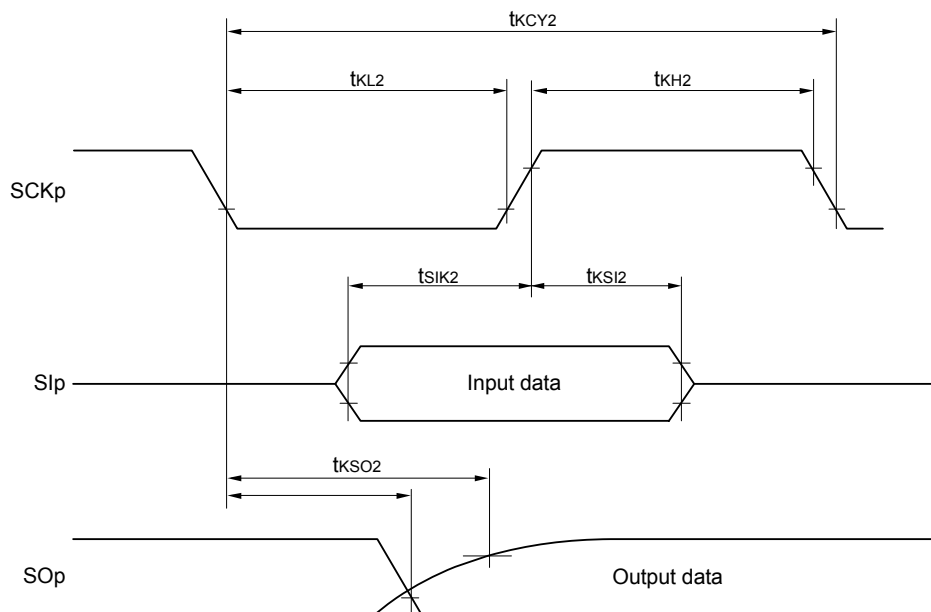 tKCY2
tKL2
tKH2
SCKp
tSIK2
tKSI2
SIp
Input data
tKSO2
SOp
Output data